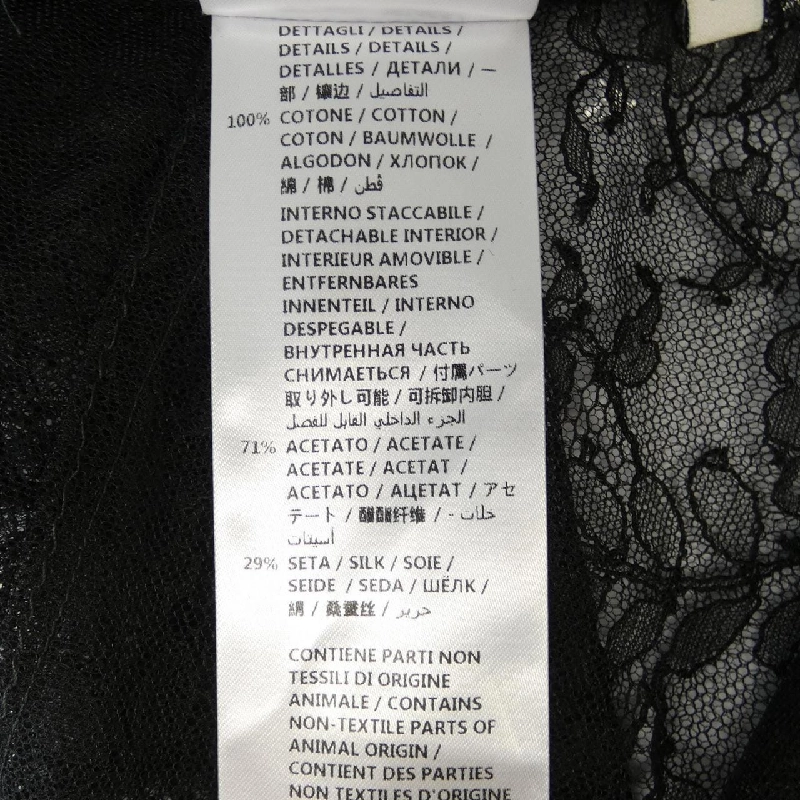 DETTAGLI / DETAILS /
DETAILS / DETAILS /
DETALLES / ДЕТАЛИ / 一
部 / 镶边 / التفاصيل
100% COTONE / COTTON /
COTON / BAUMWOLLE /
ALGODON / ХЛОПОК /
綿 / 棉 / قطن
INTERNO STACCABILE /
DETACHABLE INTERIOR /
INTERIEUR AMOVIBLE /
ENTFERNBARES
INNENTEIL / INTERNO
DESPEGABLE /
ВНУТРЕННАЯ ЧАСТЬ
СНИМАЕТЬСЯ / 付属パーツ
取り外し可能 / 可拆卸内胆 /
الجزء الداخلي القابل للفصل
71% ACETATO / ACETATE /
ACETATE / ACETAT /
ACETATO / АЦЕТАТ / アセ
テート / 醋酯纤维 / خلات -
أسيتات
29% SETA / SILK / SOIE /
SEIDE / SEDA / ШЁЛК /
絹 / 桑蚕丝 / حرير
CONTIENE PARTI NON
TESSILI DI ORIGINE
ANIMALE / CONTAINS
NON-TEXTILE PARTS OF
ANIMAL ORIGIN /
CONTIENT DES PARTIES
NON TEXTILES D'ORIGINE